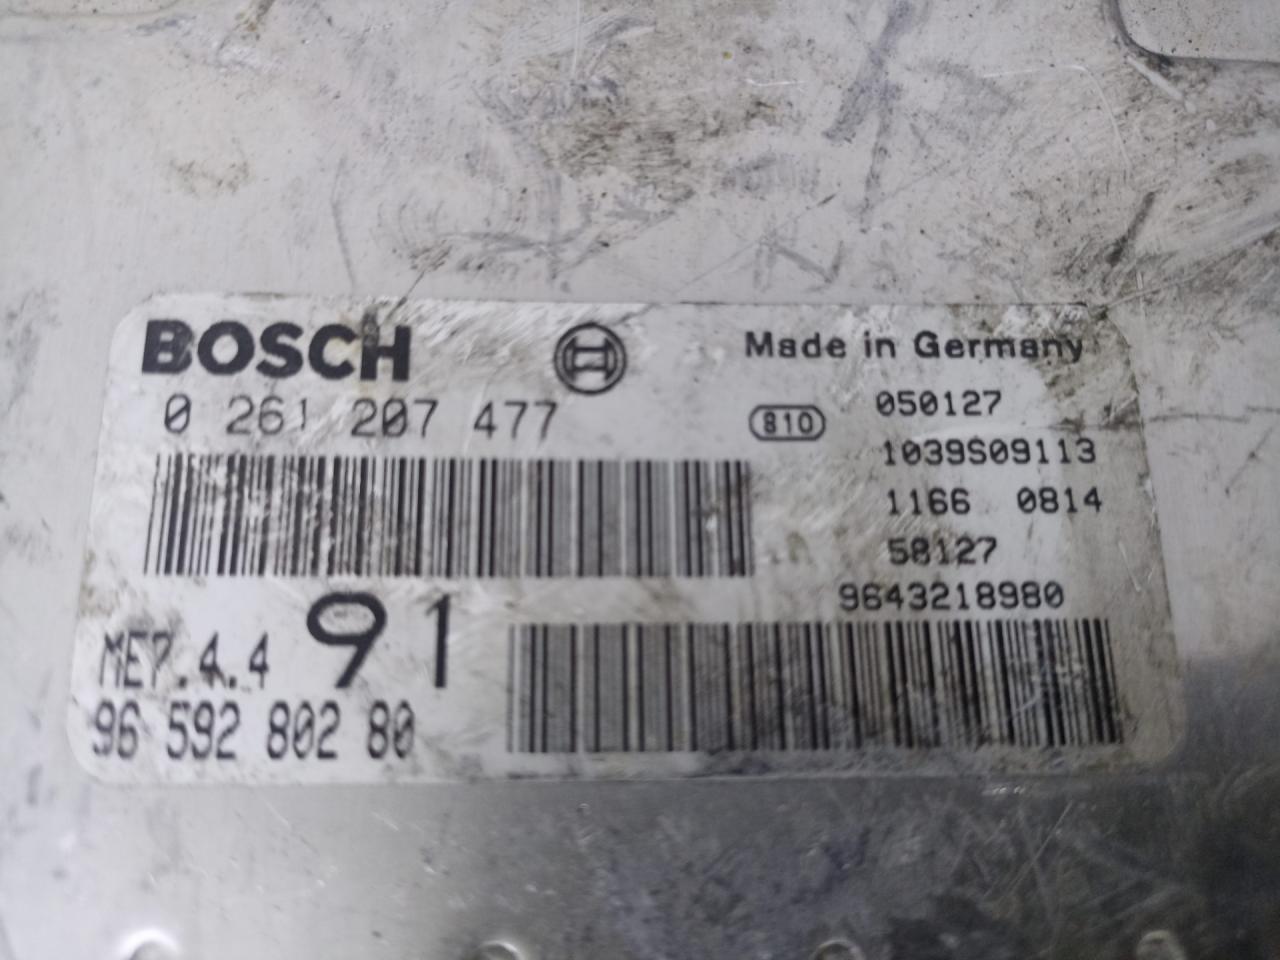 BOSCH
Made in Germany
0 261 207 477
810
050127
1039S09113
1166 0814
58127
9643218980
ME7.4.4 91
96 592 802 80